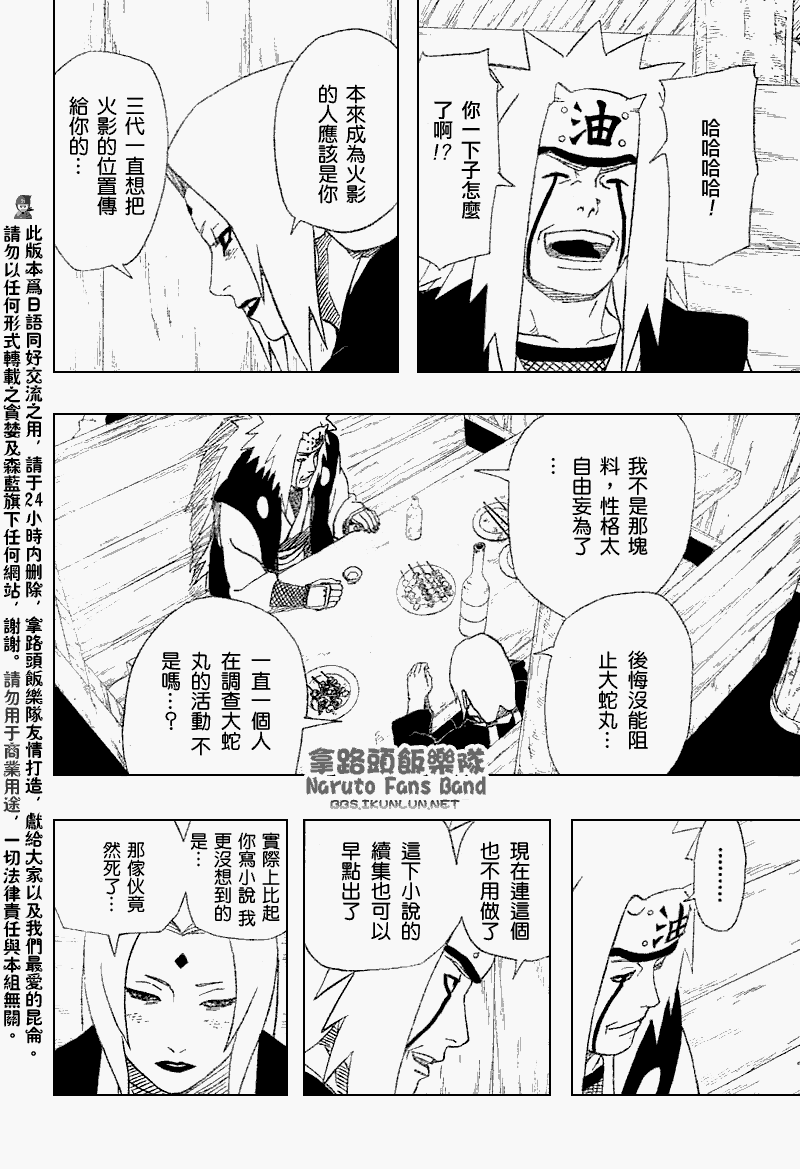 哈哈哈哈!
你一下子怎麼
了啊!?
油
本來成為火影
的人應該是你
三代一直想把
火影的位置傳
給你的…
我不是那塊
料，性格太
自由妄為了
…
後悔沒能阻
止大蛇丸…
一直一個人
在調查大蛇
丸的活動 不
是嗎…?
拿路頭飯樂隊
Naruto Fans Band
BBS.IKUNLUN.NET
………
油
現在連這個
也不用做了
這下小說的
續集也可以
早點出了
實際上比起
你寫小說 我
更沒想到的
是…
那傢伙竟
然死了…
此版本爲日語同好交流之用，請于24小時内删除，拿路頭飯樂隊友情打造，獻給大家以及我們最愛的昆侖。
請勿以任何形式轉載之貪婪及森藍旗下任何網站，謝謝。請勿用于商業用途，一切法律責任與本組無關。